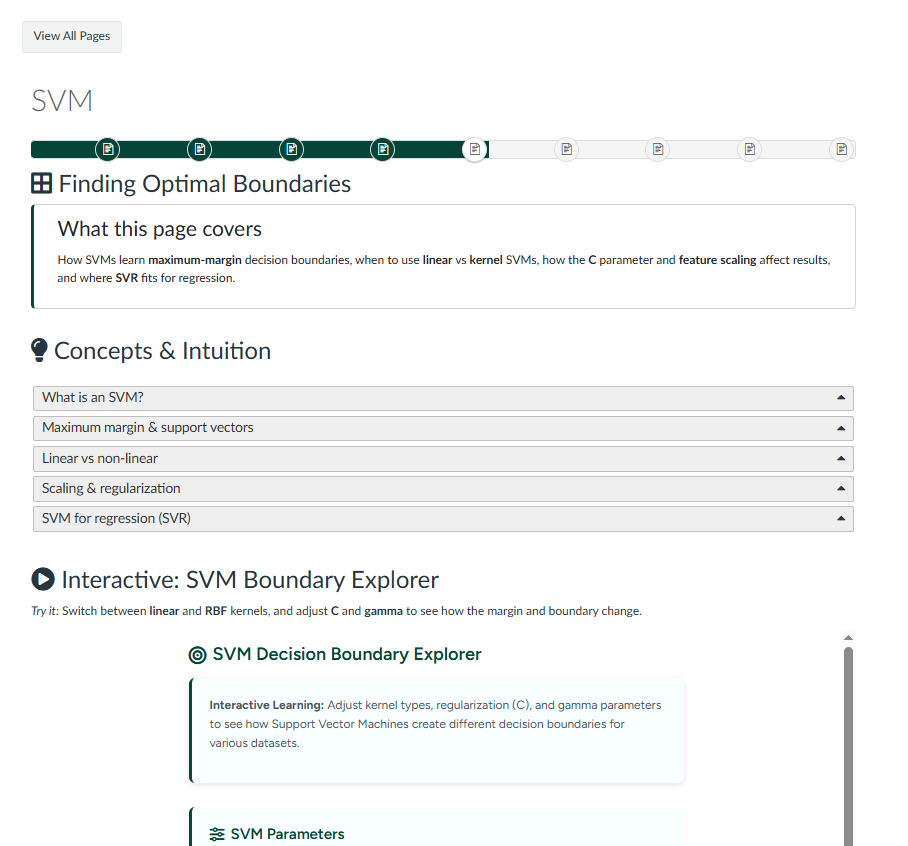 View All Pages
SVM
Finding Optimal Boundaries
What this page covers
How SVMs learn maximum-margin decision boundaries, when to use linear vs kernel SVMs, how the C parameter and feature scaling affect results,
and where SVR fits for regression.
Concepts & Intuition
What is an SVM?
Maximum margin & support vectors
Linear vs non-linear
Scaling & regularization
SVM for regression (SVR)
Interactive: SVM Boundary Explorer
Try it: Switch between linear and RBF kernels, and adjust C and gamma to see how the margin and boundary change.
SVM Decision Boundary Explorer
Interactive Learning: Adjust kernel types, regularization (C), and gamma parameters
to see how Support Vector Machines create different decision boundaries for
various datasets.
SVM Parameters